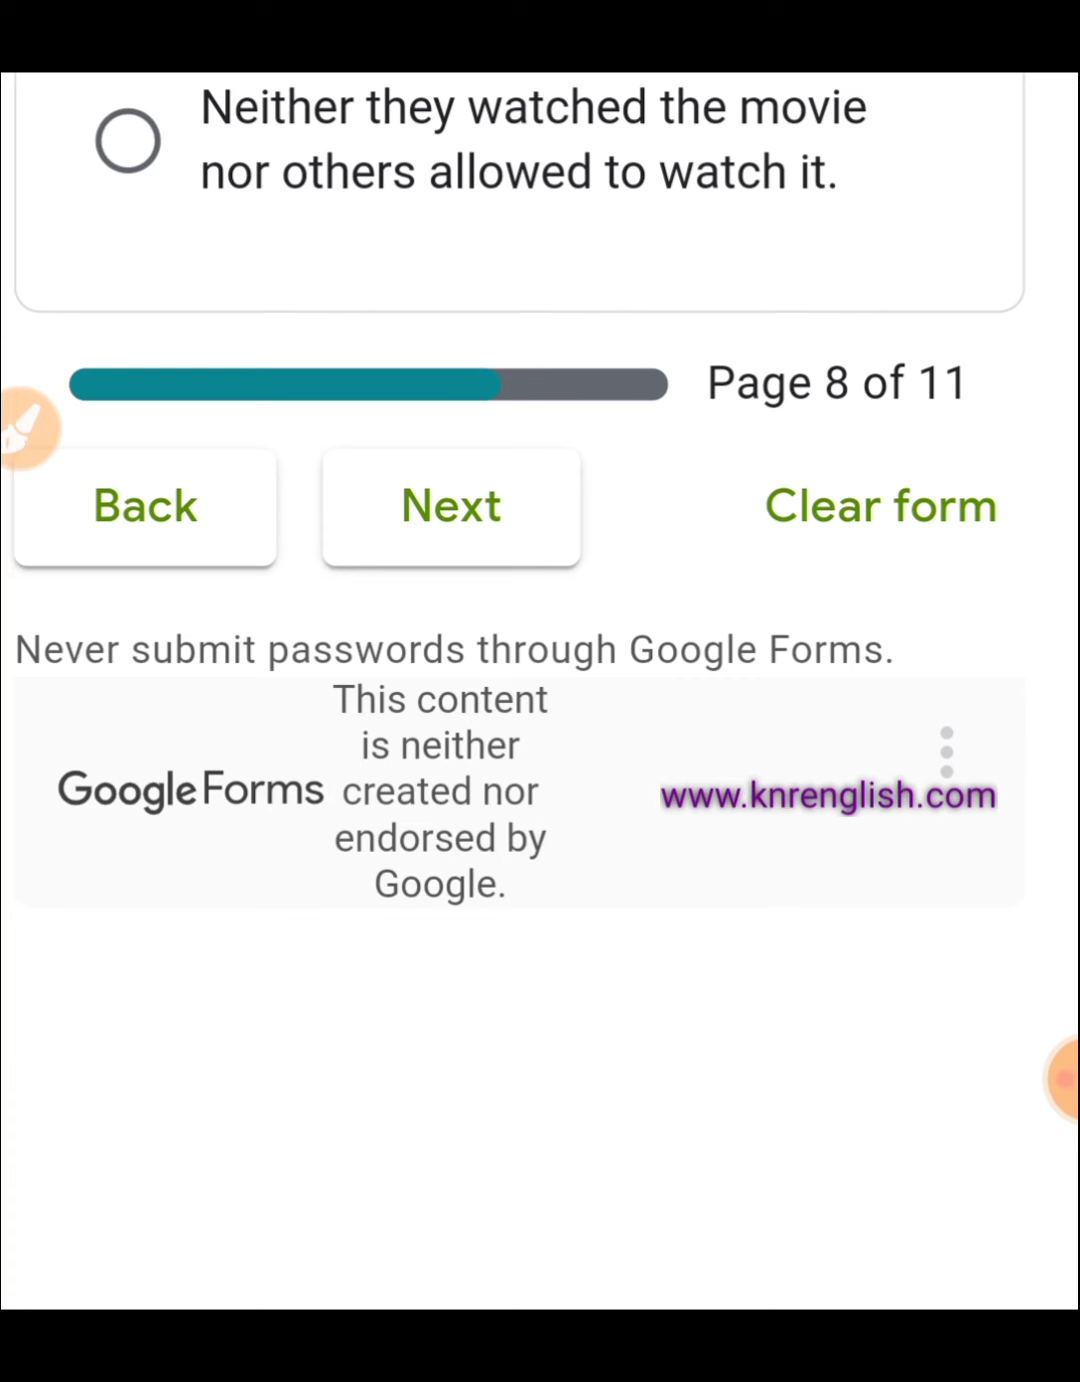 Neither they watched the movie
nor others allowed to watch it.
Page 8 of 11
Back Next Clear form
Never submit passwords through Google Forms.
This content
is neither
Google Forms created nor www.knrenglish.com
endorsed by
Google.